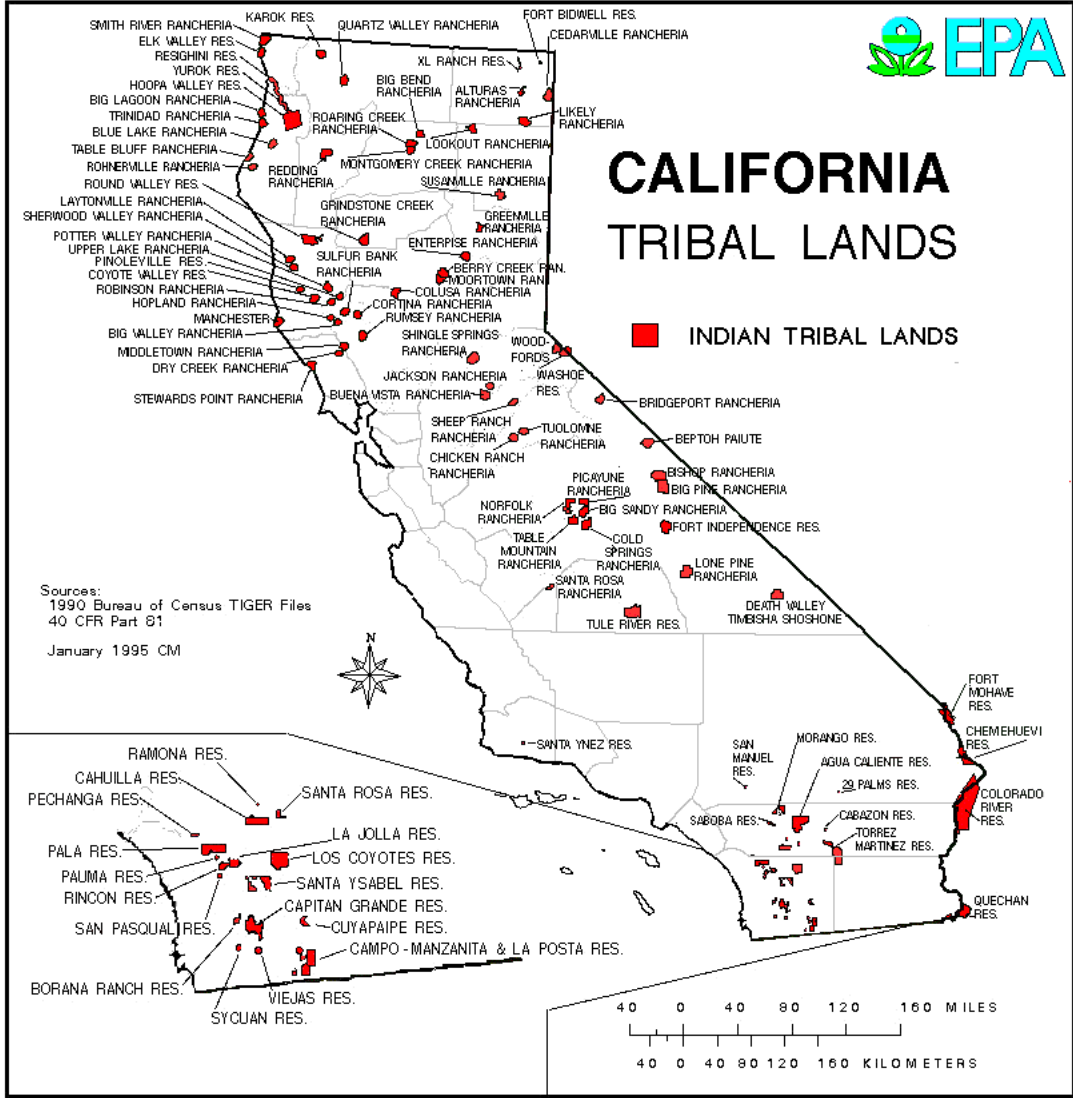 EPA
CALIFORNIA
TRIBAL LANDS
INDIAN TRIBAL LANDS
SMITH RIVER RANCHERIA
ELK VALLEY RES.
RESIGHINI RES.
YUROK RES.
HOOPA VALLEY RES.
BIG LAGOON RANCHERIA
TRINIDAD RANCHERIA
BLUE LAKE RANCHERIA
TABLE BLUFF RANCHERIA
ROHNERVILLE RANCHERIA
ROUND VALLEY RES.
LAYTONVILLE RANCHERIA
SHERWOOD VALLEY RANCHERIA
POTTER VALLEY RANCHERIA
UPPER LAKE RANCHERIA
PINOLEVILLE RES.
COYOTE VALLEY RES.
ROBINSON RANCHERIA
HOPLAND RANCHERIA
MANCHESTER
BIG VALLEY RANCHERIA
MIDDLETOWN RANCHERIA
DRY CREEK RANCHERIA
STEWARDS POINT RANCHERIA
KAROK RES.
QUARTZ VALLEY RANCHERIA
FORT BIDWELL RES.
CEDARVILLE RANCHERIA
XL RANCH RES.
BIG BEND
RANCHERIA
ALTURAS
RANCHERIA
LIKELY
RANCHERIA
ROARING CREEK
RANCHERIA
LOOKOUT RANCHERIA
MONTGOMERY CREEK RANCHERIA
REDDING
RANCHERIA
SUSANVILLE RANCHERIA
GRINDSTONE CREEK
RANCHERIA
GREENVILLE
RANCHERIA
ENTERPISE RANCHERIA
SULFUR BANK
RANCHERIA
BERRY CREEK RAN.
MOORTOWN RAN.
COLUSA RANCHERIA
CORTINA RANCHERIA
RUMSEY RANCHERIA
SHINGLE SPRINGS
RANCHERIA
WOOD-
FORDS
WASHOE
RES.
JACKSON RANCHERIA
BUENA VISTA RANCHERIA
BRIDGEPORT RANCHERIA
SHEEP RANCH
RANCHERIA
TUOLOMNE
RANCHERIA
CHICKEN RANCH
RANCHERIA
BEPTOH PAIUTE
BISHOP RANCHERIA
BIG PINE RANCHERIA
PICAYUNE
RANCHERIA
NORFOLK
RANCHERIA
BIG SANDY RANCHERIA
FORT INDEPENDENCE RES.
TABLE
MOUNTAIN
RANCHERIA
COLD
SPRINGS
RANCHERIA
LONE PINE
RANCHERIA
SANTA ROSA
RANCHERIA
TULE RIVER RES.
DEATH VALLEY
TIMBISHA SHOSHONE
Sources:
1990 Bureau of Census TIGER Files
40 CFR Part 81
January 1995 CM
N
FORT
MOHAVE
RES.
CHEMEHUEVI
RES.
COLORADO
RIVER
RES.
QUECHAN
RES.
SANTA YNEZ RES.
SAN
MANUEL
RES.
MORANGO RES.
AGUA CALIENTE RES.
29 PALMS RES.
SABOBA RES.
CABAZON RES.
TORREZ
MARTINEZ RES.
RAMONA RES.
CAHUILLA RES.
PECHANGA RES.
SANTA ROSA RES.
PALA RES.
LA JOLLA RES.
LOS COYOTES RES.
PAUMA RES.
RINCON RES.
SANTA YSABEL RES.
CAPITAN GRANDE RES.
SAN PASQUAL RES.
CUYAPAIPE RES.
CAMPO-MANZANITA & LA POSTA RES.
BORANA RANCH RES.
VIEJAS RES.
SYCUAN RES.
40 0 40 80 120 160 MILES
40 0 40 80 120 160 KILOMETERS